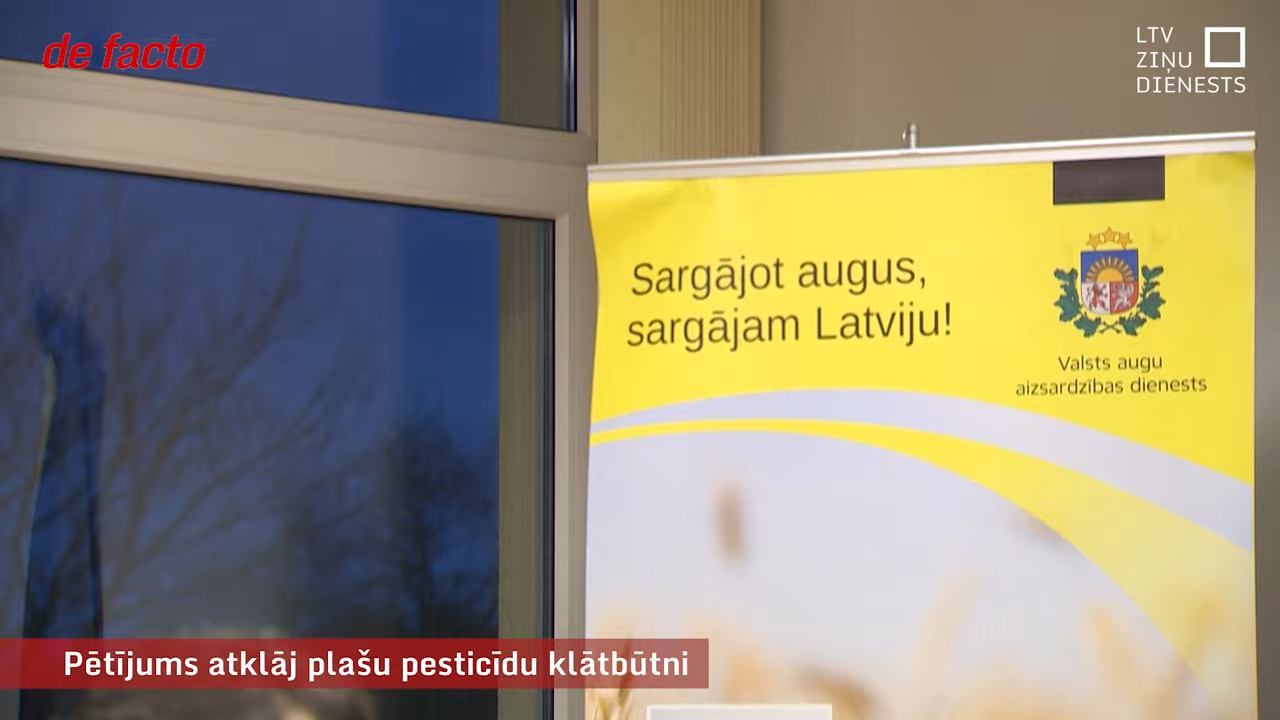 de facto
LTV
ZIŅU
DIENESTS
Sargājot augus,
sargājam Latviju!
Valsts augu
aizsardzības dienests
Pētījums atklāj plašu pesticīdu klātbūtni